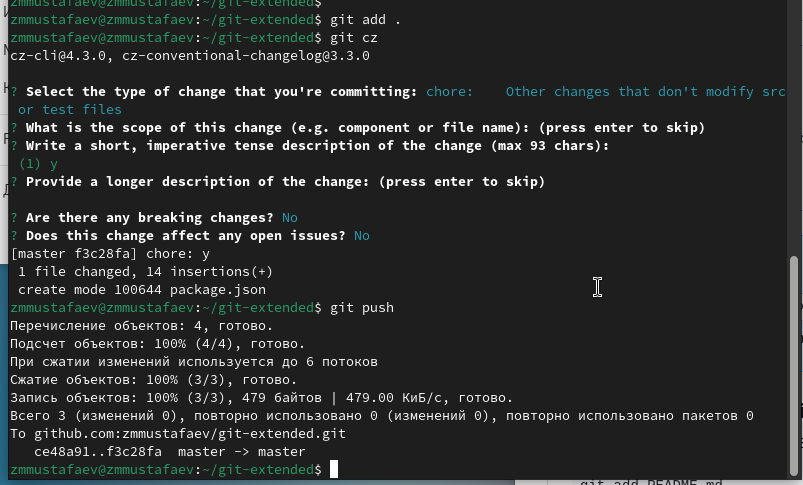 zmmustafaev@zmmustafaev:~/git-extended$
zmmustafaev@zmmustafaev:~/git-extended$ git add .
zmmustafaev@zmmustafaev:~/git-extended$ git cz
cz-cli@4.3.0, cz-conventional-changelog@3.3.0
? Select the type of change that you're committing: chore:    Other changes that don't modify src
or test files
? What is the scope of this change (e.g. component or file name): (press enter to skip)
? Write a short, imperative tense description of the change (max 93 chars):
(1) y
? Provide a longer description of the change: (press enter to skip)
? Are there any breaking changes? No
? Does this change affect any open issues? No
[master f3c28fa] chore: y
1 file changed, 14 insertions(+)
create mode 100644 package.json
zmmustafaev@zmmustafaev:~/git-extended$ git push
Перечисление объектов: 4, готово.
Подсчет объектов: 100% (4/4), готово.
При сжатии изменений используется до 6 потоков
Сжатие объектов: 100% (3/3), готово.
Запись объектов: 100% (3/3), 479 байтов | 479.00 КиБ/с, готово.
Всего 3 (изменений 0), повторно использовано 0 (изменений 0), повторно использовано пакетов 0
To github.com:zmmustafaev/git-extended.git
ce48a91..f3c28fa  master -> master
zmmustafaev@zmmustafaev:~/git-extended$
git add README.md